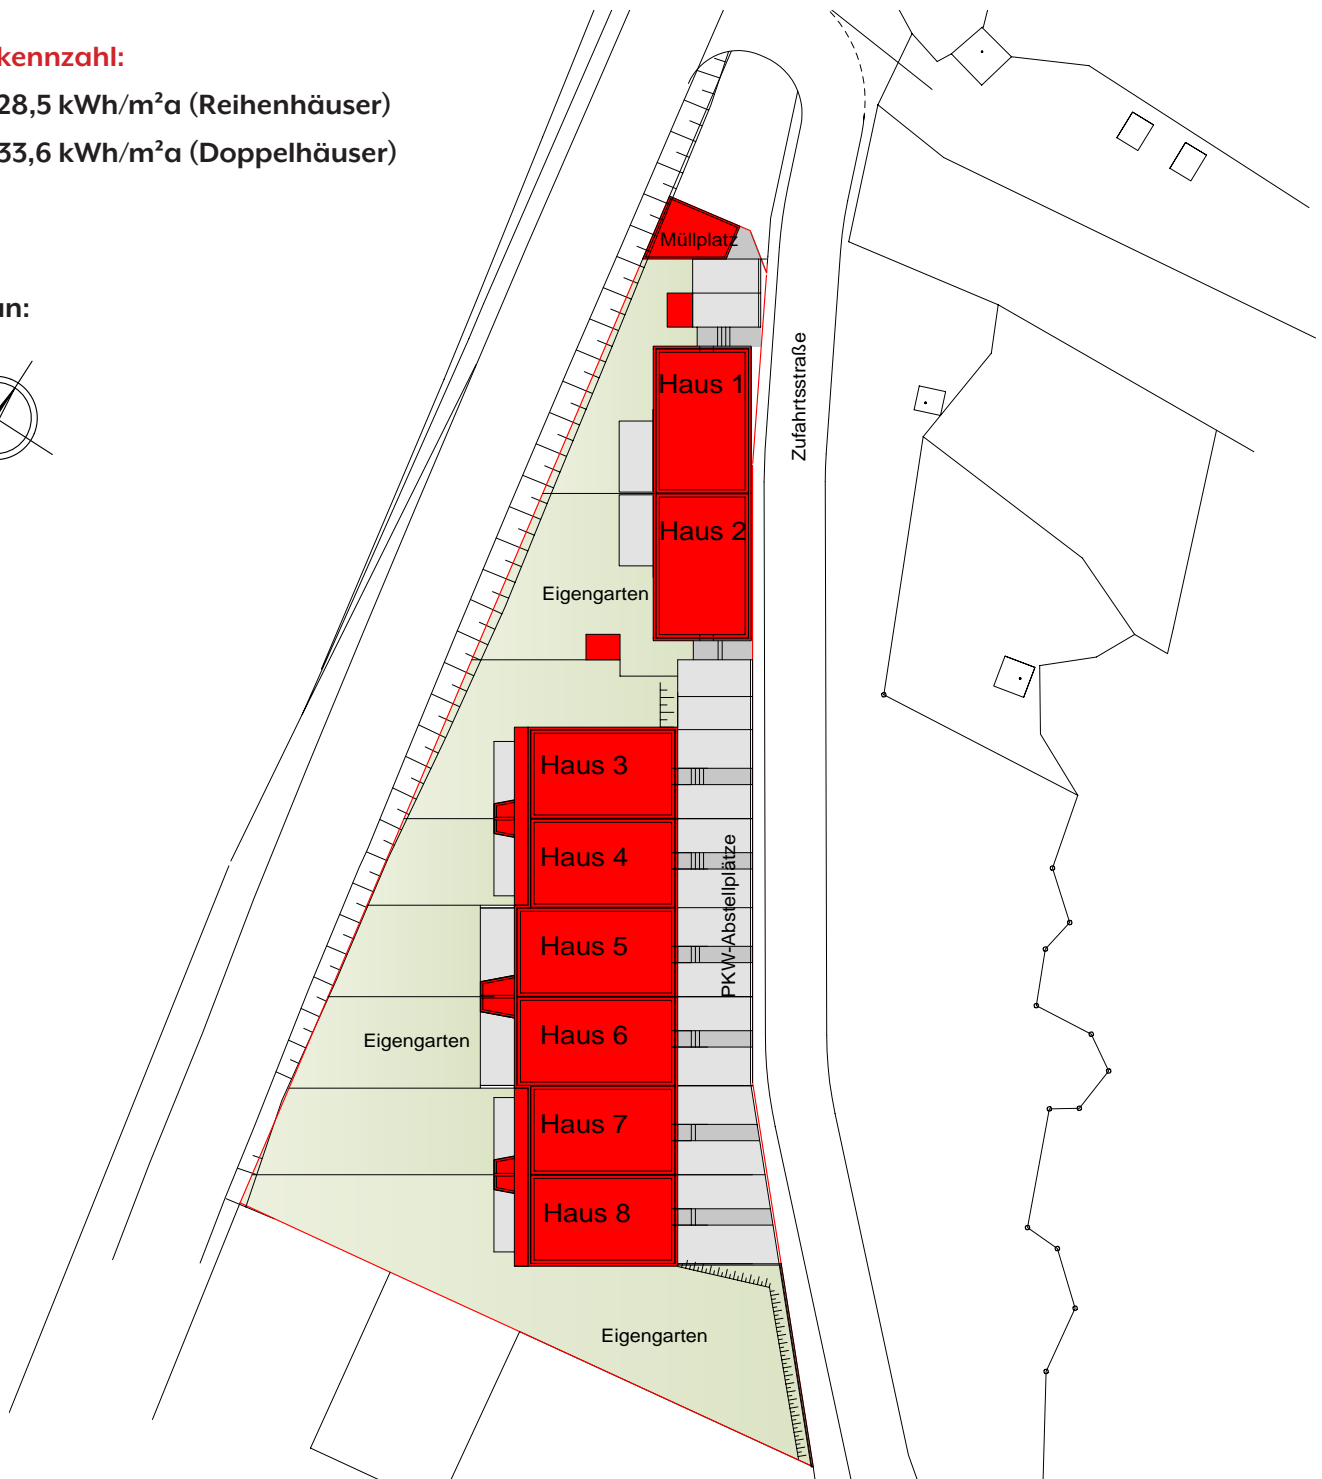 kennzahl:
28,5 kWh/m²a (Reihenhäuser)
33,6 kWh/m²a (Doppelhäuser)
un:
Müllplatz
Haus 1
Zufahrtsstraße
Haus 2
Eigengarten
Haus 3
Haus 4
PKW-Abstellplätze
Haus 5
Haus 6
Eigengarten
Haus 7
Haus 8
Eigengarten